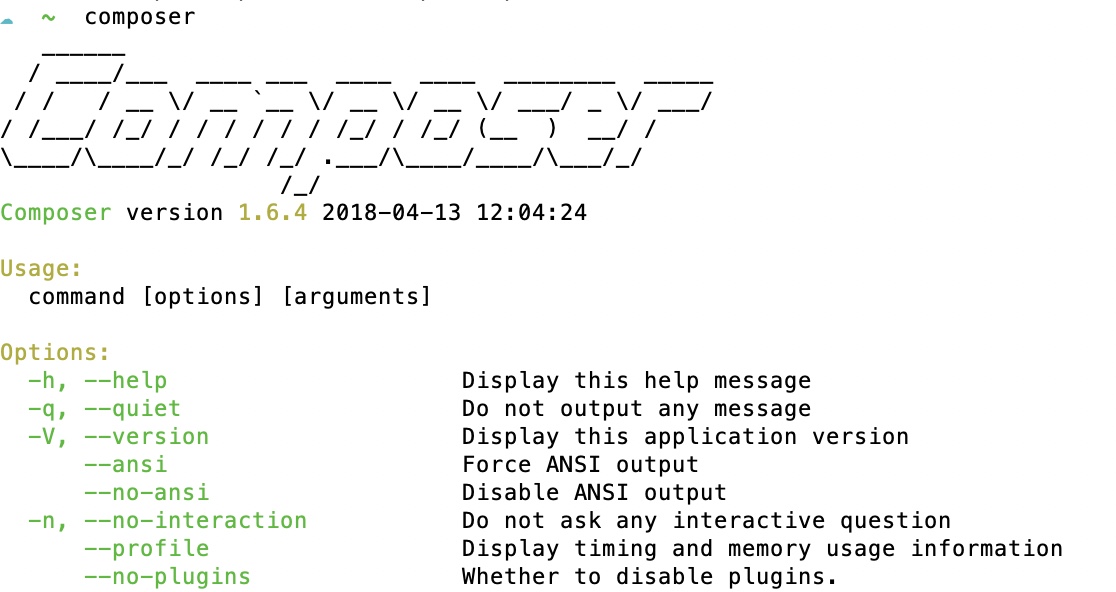 ☁  ~  composer
   ______
  / ____/___  ____ ___  ____  ____  ________  _____
 / /   / __ \/ __ `__ \/ __ \/ __ \/ ___/ _ \/ ___/
/ /___/ /_/ / / / / / / /_/ / /_/ (__  )  __/ /
\____/\____/_/ /_/ /_/ .___/\____/____/\___/_/
                    /_/
Composer version 1.6.4 2018-04-13 12:04:24

Usage:
  command [options] [arguments]

Options:
  -h, --help                     Display this help message
  -q, --quiet                    Do not output any message
  -V, --version                  Display this application version
      --ansi                     Force ANSI output
      --no-ansi                  Disable ANSI output
  -n, --no-interaction           Do not ask any interactive question
      --profile                  Display timing and memory usage information
      --no-plugins               Whether to disable plugins.